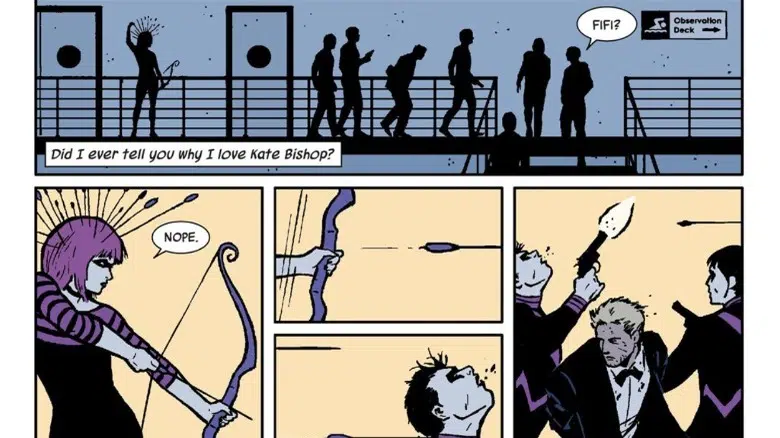 FIFI?
Observation
Deck
Did I ever tell you why I love Kate Bishop?
NOPE.